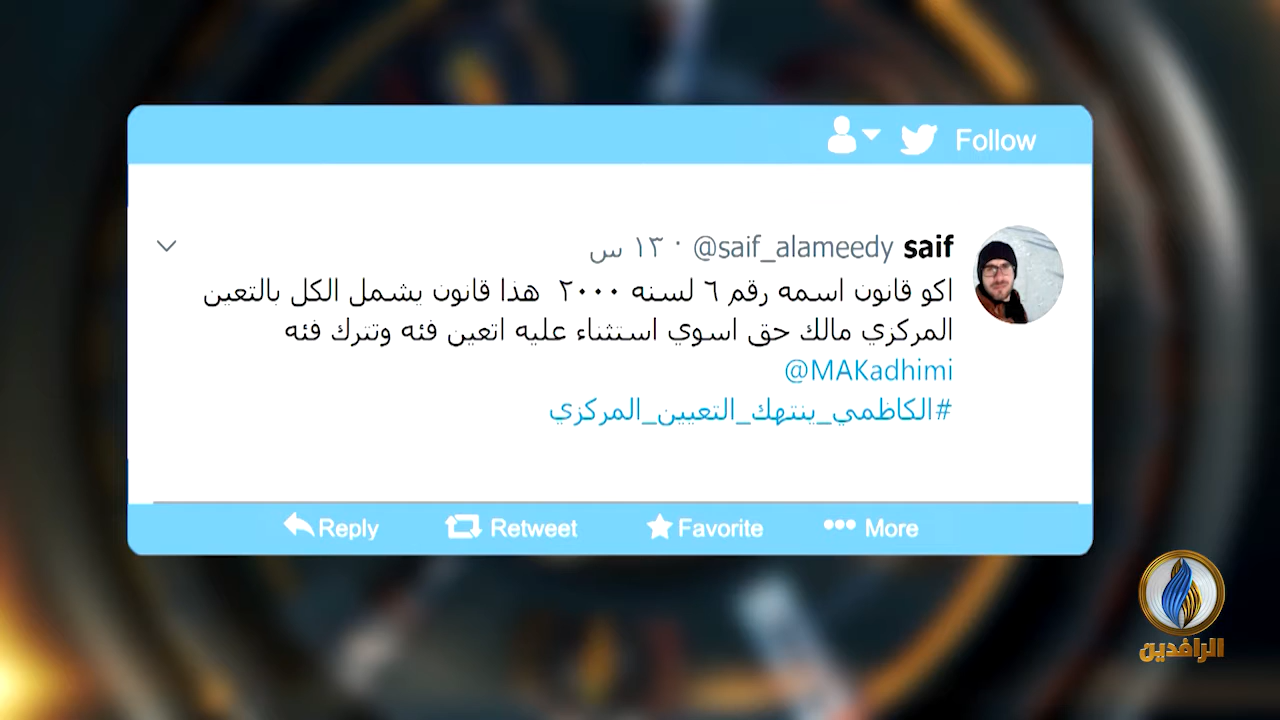 Follow
saif @saif_alameedy · ١٣ س
اكو قانون اسمه رقم ٦ لسنه ٢٠٠٠ هذا قانون يشمل الكل بالتعين
المركزي مالك حق اسوي استثناء عليه اتعين فئه وتترك فئه
@MAKadhimi
#الكاظمي_ينتهك_التعيين_المركزي
Reply Retweet Favorite More
الرافدين